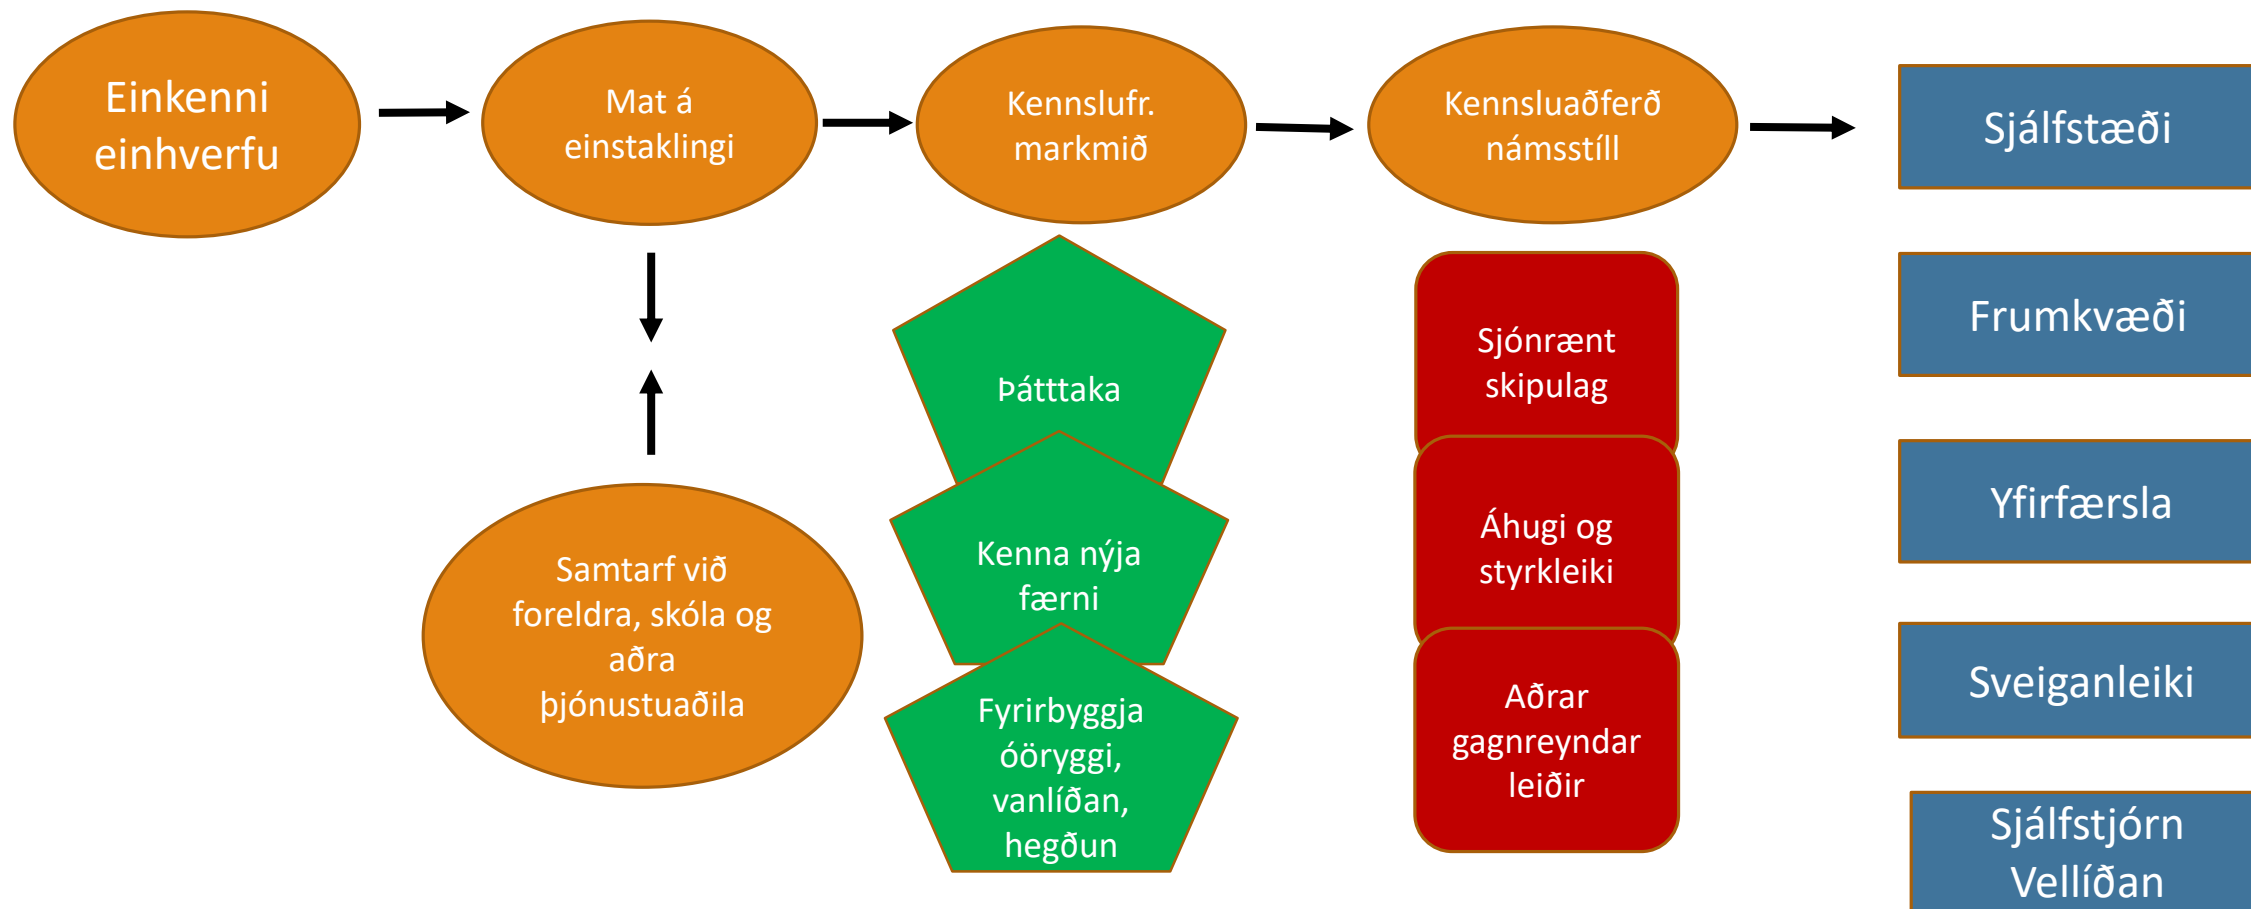 Einkenni
einhverfu
Mat á
einstaklingi
Kennslufr.
markmið
Kennsluaðferð
námsstíll
Sjálfstæði
Samtarf við
foreldra, skóla og
aðra
þjónustuaðila
Þátttaka
Kenna nýja
færni
Fyrirbyggja
óöryggi,
vanlíðan,
hegðun
Sjónrænt
skipulag
Áhugi og
styrkleiki
Aðrar
gagnreyndar
leiðir
Frumkvæði
Yfirfærsla
Sveiganleiki
Sjálfstjórn
Vellíðan